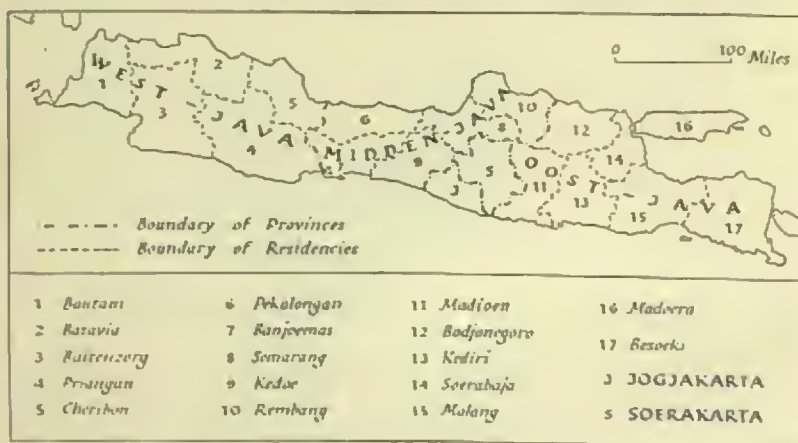 0 100 Miles
WEST JAVA
MIDDEN JAVA
OOST JAVA
1 2 3 4 5 6 7 8 9 10 11 12 13 14 15 16 17 J S
Boundary of Provinces
Boundary of Residencies
1 Bantam
2 Batavia
3 Buitenzorg
4 Priangan
5 Cheribon
6 Pekalongan
7 Banjoemas
8 Semarang
9 Kedoe
10 Rembang
11 Madioen
12 Bodjonegoro
13 Kediri
14 Soerabaja
15 Malang
16 Madoera
17 Besoeki
J JOGJAKARTA
S SOERAKARTA